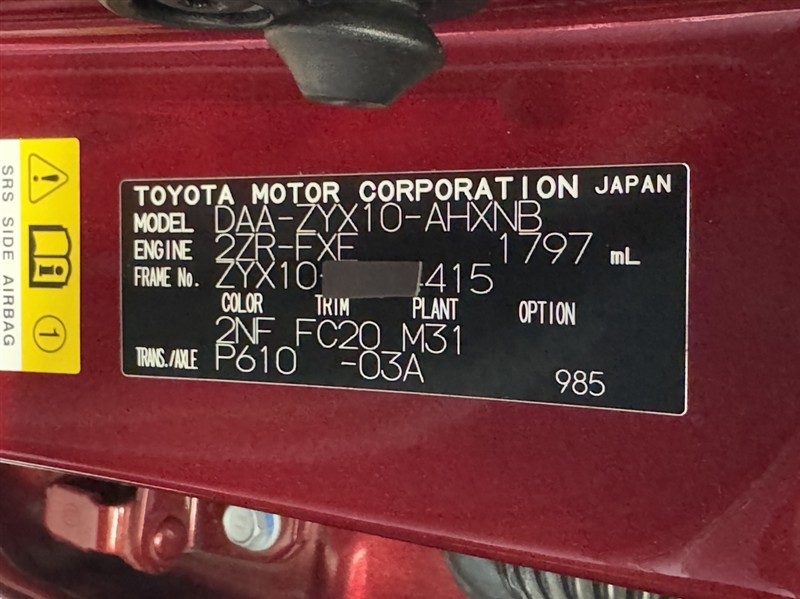 SRS SIDE AIRBAG
1
TOYOTA MOTOR CORPORATION JAPAN
MODEL DAA-ZYX10-AHXNB
ENGINE 2ZR-FXE 1797 mL
FRAME No. ZYX10- 415
COLOR TRIM PLANT OPTION
2NF FC20 M31
TRANS./AXLE P610 -03A
985